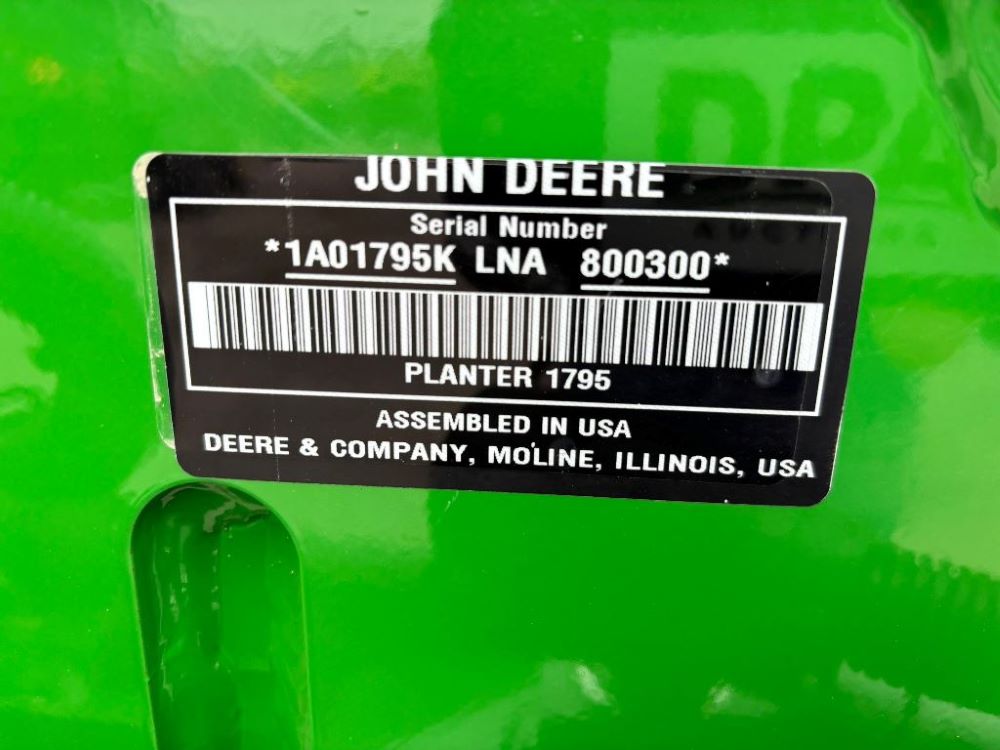 JOHN DEERE
Serial Number
*1A01795K LNA 800300*
PLANTER 1795
ASSEMBLED IN USA
DEERE & COMPANY, MOLINE, ILLINOIS, USA